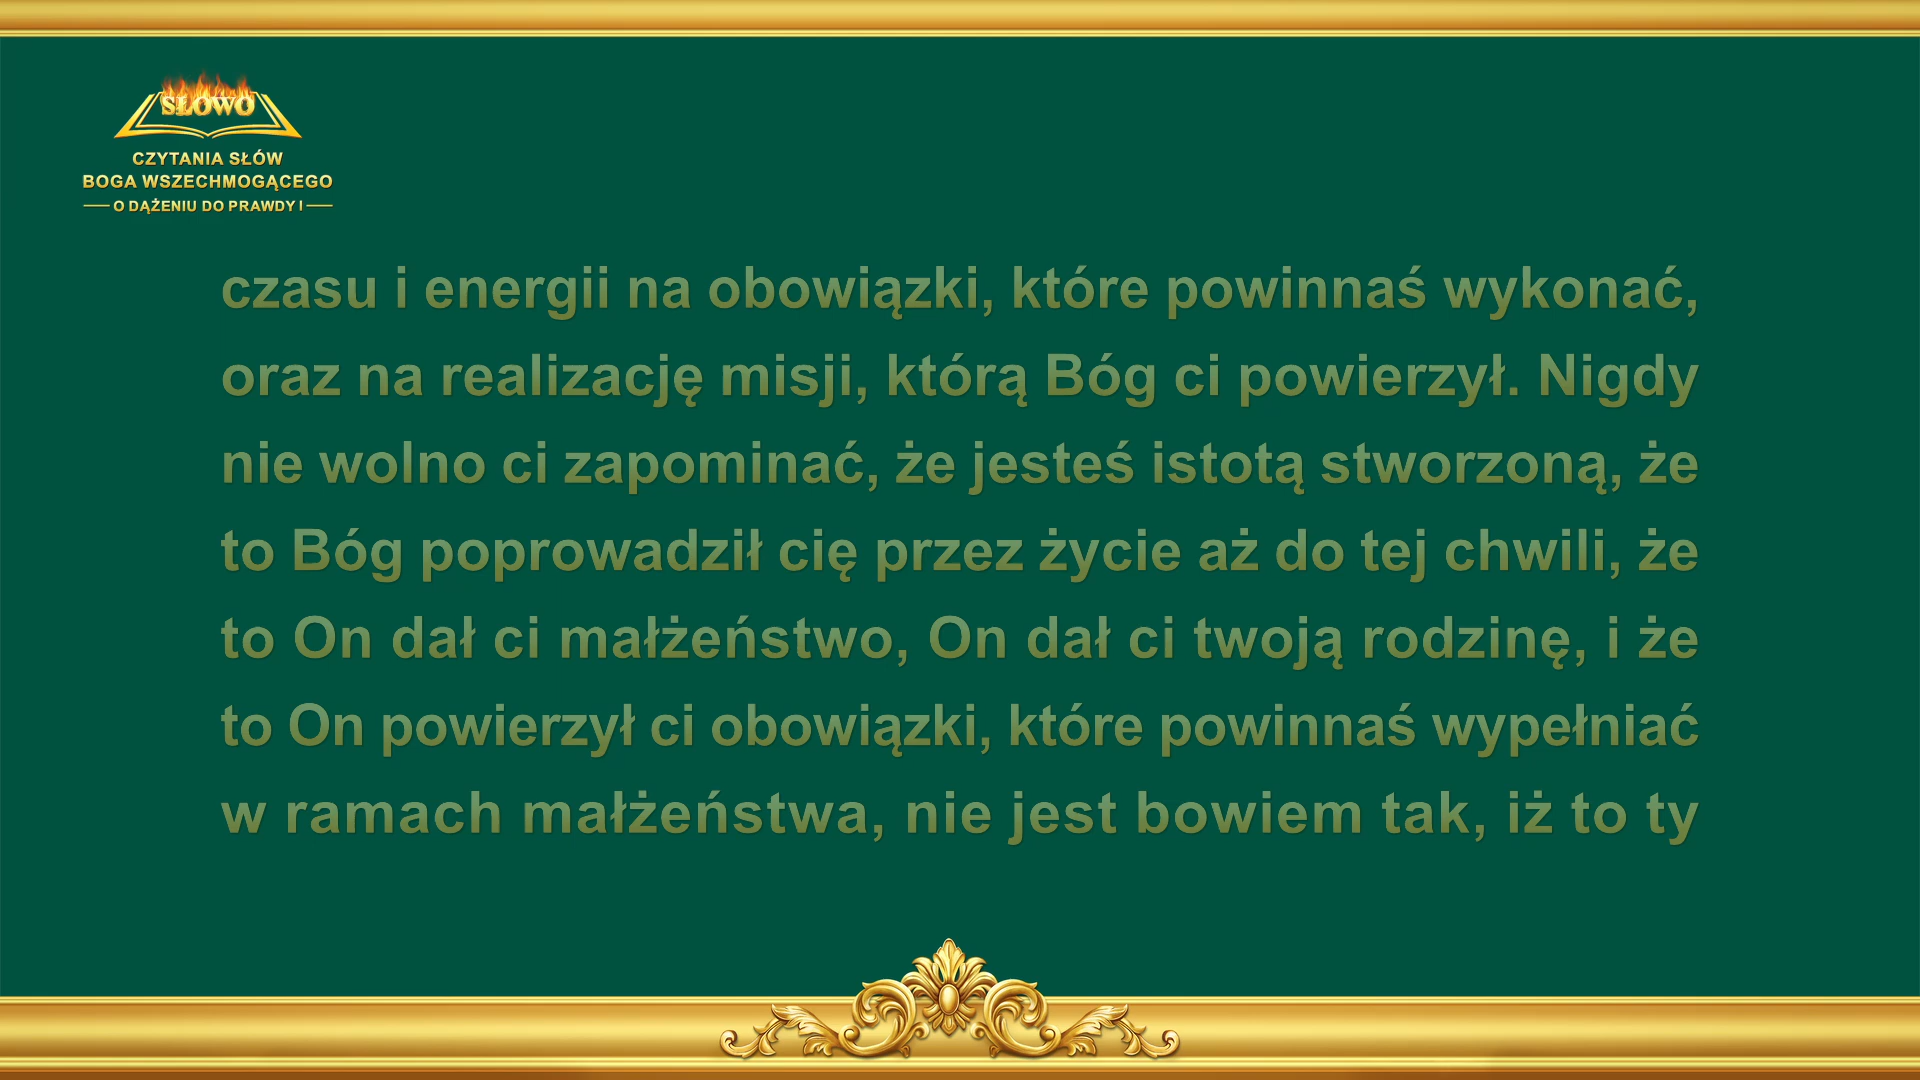 SŁOWO
CZYTANIA SŁÓW
BOGA WSZECHMOGĄCEGO
O DĄŻENIU DO PRAWDY I
czasu i energii na obowiązki, które powinnaś wykonać,
oraz na realizację misji, którą Bóg ci powierzył. Nigdy
nie wolno ci zapominać, że jesteś istotą stworzoną, że
to Bóg poprowadził cię przez życie aż do tej chwili, że
to On dał ci małżeństwo, On dał ci twoją rodzinę, i że
to On powierzył ci obowiązki, które powinnaś wypełniać
w ramach małżeństwa, nie jest bowiem tak, iż to ty